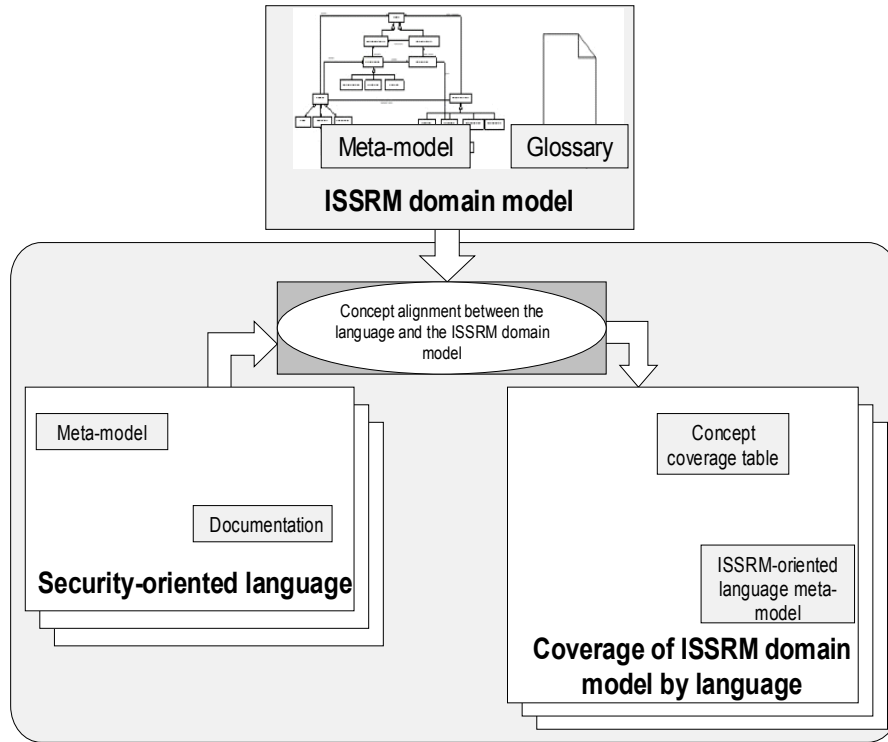 Meta-model
Glossary
ISSRM domain model
Concept alignment between the
language and the ISSRM domain
model
Meta-model
Documentation
Security-oriented language
Concept
coverage table
ISSRM-oriented
language meta-
model
Coverage of ISSRM domain
model by language